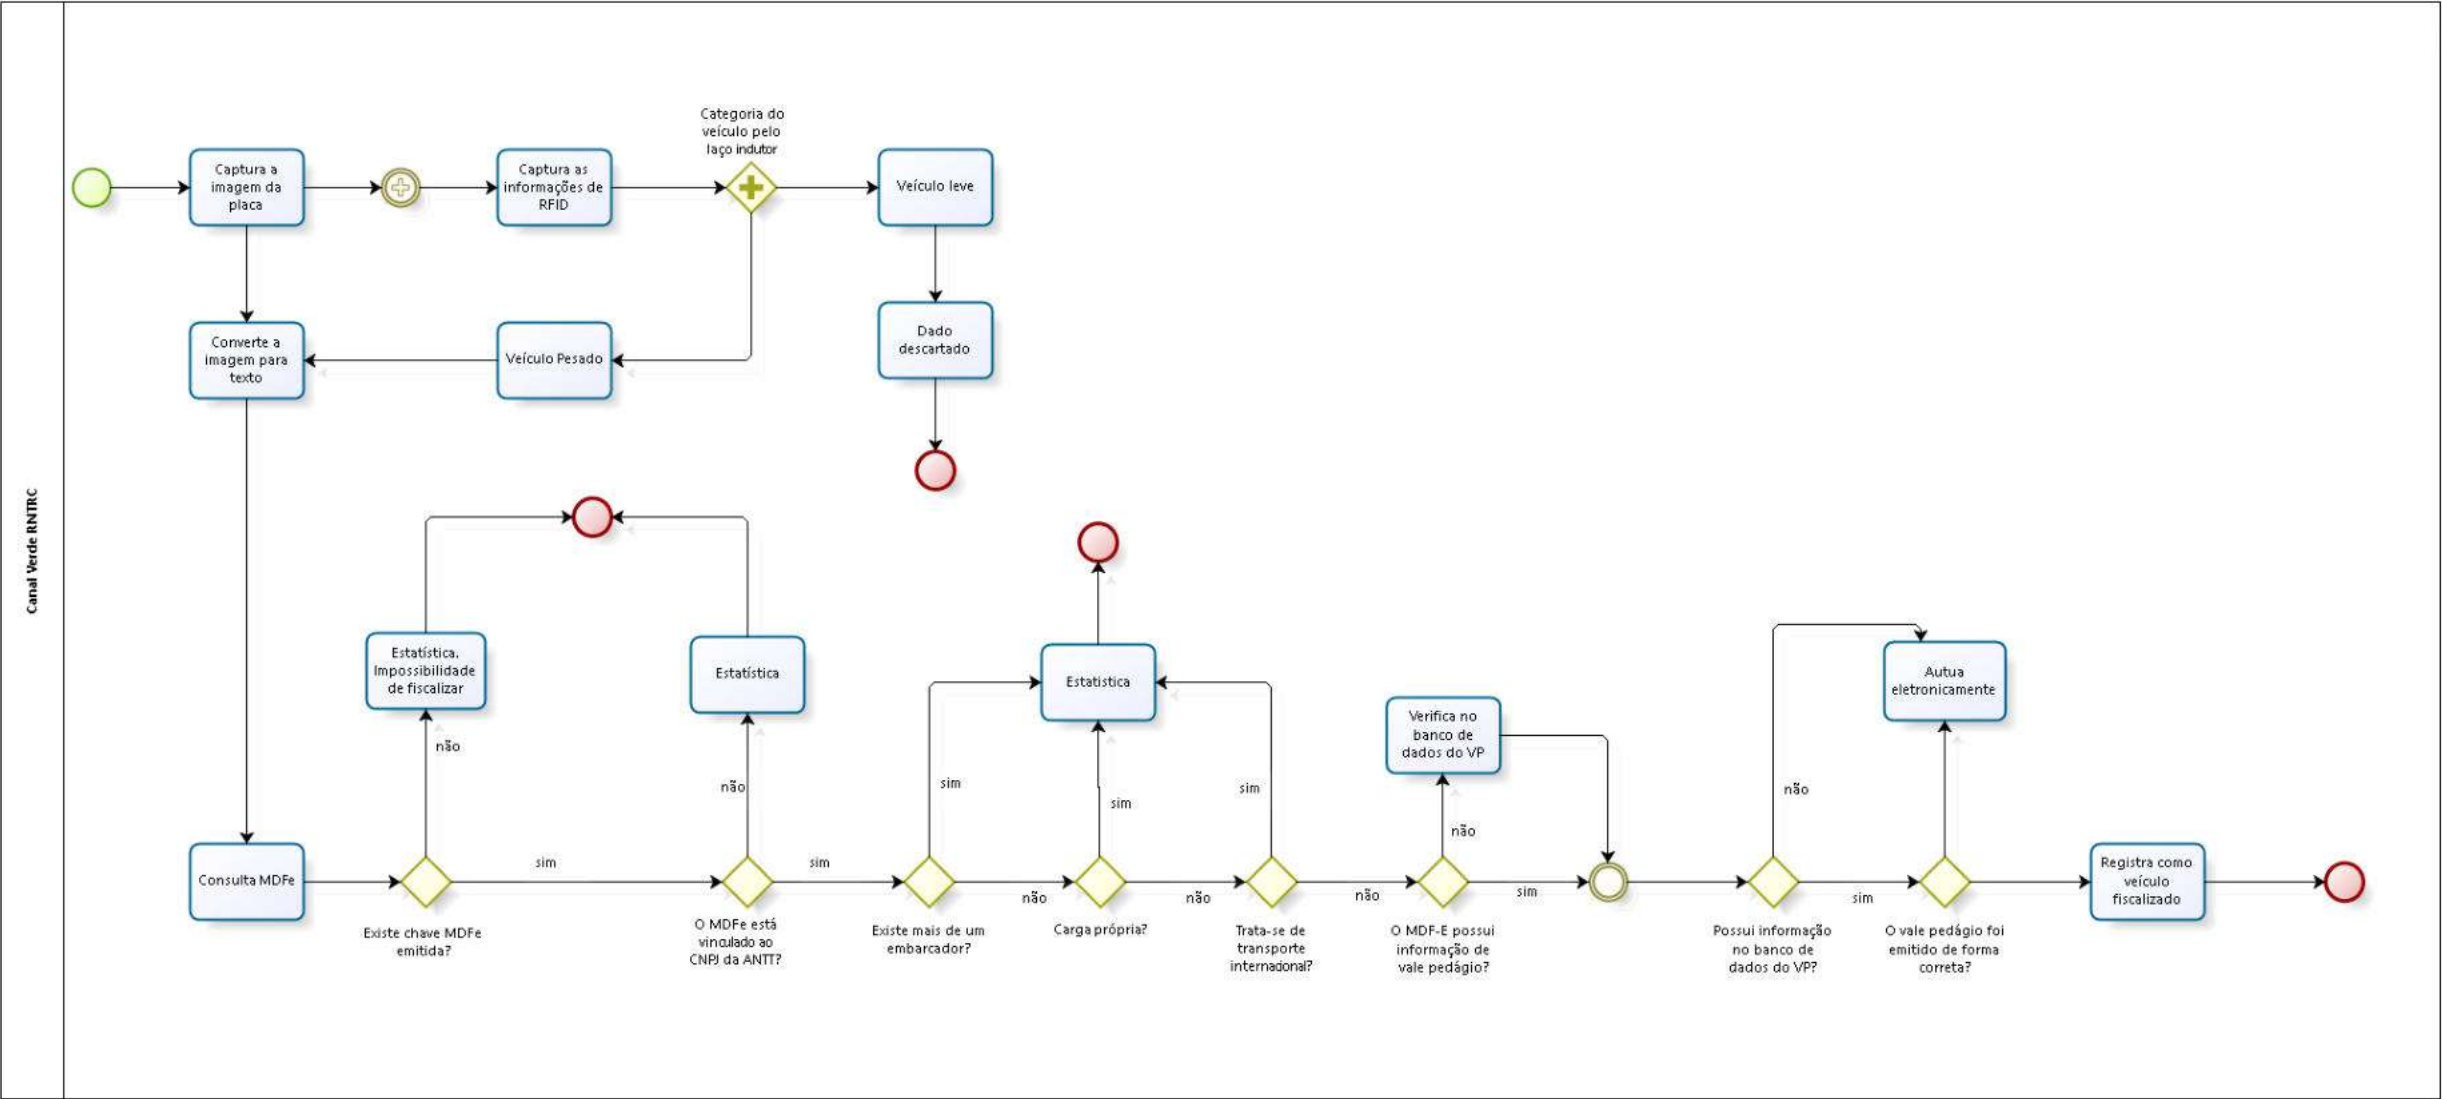 Canal Verde RNTRC
Categoria do
veículo pelo
laço indutor
Captura a
imagem da
placa
Captura as
informações de
RFID
Veículo leve
Converte a
imagem para
texto
Veículo Pesado
Dado
descartado
Estatística.
Impossibilidade
de fiscalizar
Estatística
Estatistica
Verifica no
banco de
dados do VP
Autua
eletronicamente
não
não
sim
sim
sim
não
não
Consulta MDFe
sim
sim
não
não
não
sim
sim
Registra como
veículo
fiscalizado
Existe chave MDFe
emitida?
O MDFe está
vinculado ao
CNPJ da ANTT?
Existe mais de um
embarcador?
Carga própria?
Trata-se de
transporte
internacional?
O MDF-E possui
informação de
vale pedágio?
Possui informação
no banco de
dados do VP?
O vale pedágio foi
emitido de forma
correta?